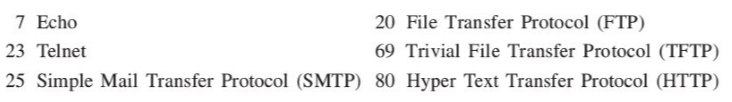 7 Echo 20 File Transfer Protocol (FTP)
23 Telnet 69 Trivial File Transfer Protocol (TFTP)
25 Simple Mail Transfer Protocol (SMTP) 80 Hyper Text Transfer Protocol (HTTP)